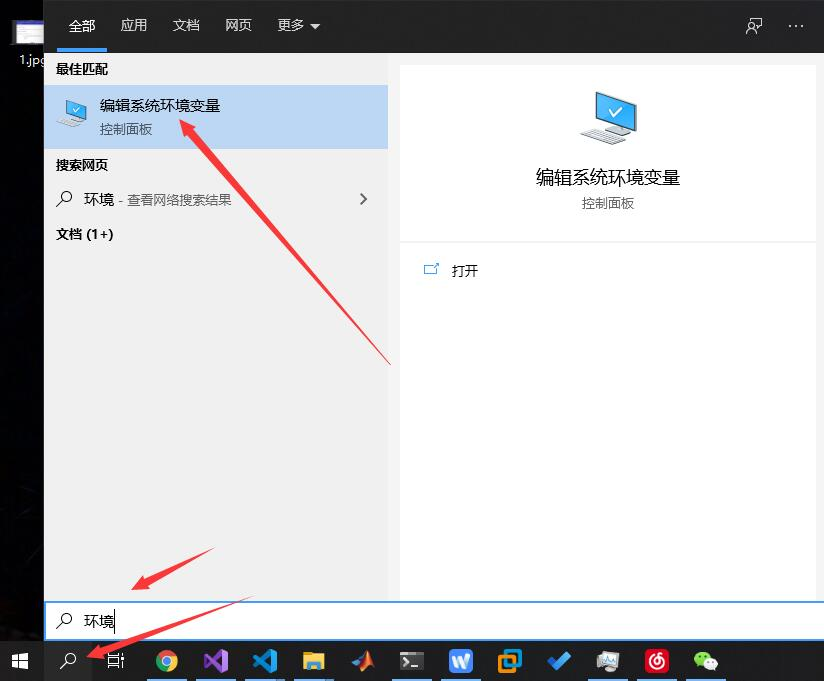 全部 应用 文档 网页 更多
1.jpg
最佳匹配
编辑系统环境变量
控制面板
搜索网页
环境 - 查看网络搜索结果
文档 (1+)
编辑系统环境变量
控制面板
打开
环境